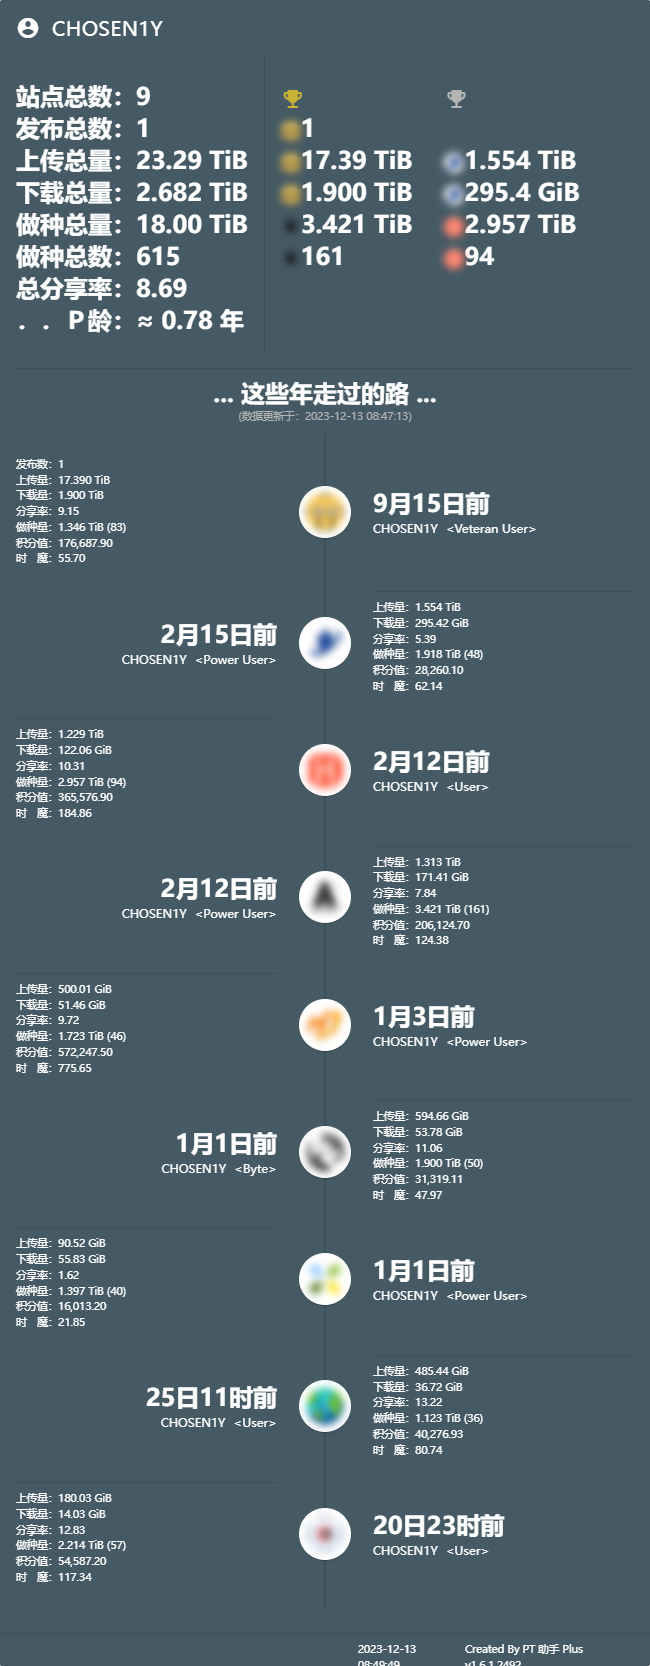 CHOSEN1Y
站点总数：9
发布总数：1
上传总量：23.29 TiB
下载总量：2.682 TiB
做种总量：18.00 TiB
做种总数：615
总分享率：8.69
．．P龄：≈ 0.78 年
1
17.39 TiB
1.900 TiB
3.421 TiB
161
1.554 TiB
295.4 GiB
2.957 TiB
94
... 这些年走过的路 ...
(数据更新于：2023-12-13 08:47:13)
发布数：1
上传量：17.390 TiB
下载量：1.900 TiB
分享率：9.15
做种量：1.346 TiB (83)
积分值：176,687.90
时　魔：55.70
9月15日前
CHOSEN1Y <Veteran User>
2月15日前
CHOSEN1Y <Power User>
上传量：1.554 TiB
下载量：295.42 GiB
分享率：5.39
做种量：1.918 TiB (48)
积分值：28,260.10
时　魔：62.14
上传量：1.229 TiB
下载量：122.06 GiB
分享率：10.31
做种量：2.957 TiB (94)
积分值：365,576.90
时　魔：184.86
2月12日前
CHOSEN1Y <User>
2月12日前
CHOSEN1Y <Power User>
上传量：1.313 TiB
下载量：171.41 GiB
分享率：7.84
做种量：3.421 TiB (161)
积分值：206,124.70
时　魔：124.38
上传量：500.01 GiB
下载量：51.46 GiB
分享率：9.72
做种量：1.723 TiB (46)
积分值：572,247.50
时　魔：775.65
1月3日前
CHOSEN1Y <Power User>
1月1日前
CHOSEN1Y <Byte>
上传量：594.66 GiB
下载量：53.78 GiB
分享率：11.06
做种量：1.900 TiB (50)
积分值：31,319.11
时　魔：47.97
上传量：90.52 GiB
下载量：55.83 GiB
分享率：1.62
做种量：1.397 TiB (40)
积分值：16,013.20
时　魔：21.85
1月1日前
CHOSEN1Y <Power User>
25日11时前
CHOSEN1Y <User>
上传量：485.44 GiB
下载量：36.72 GiB
分享率：13.22
做种量：1.123 TiB (36)
积分值：40,276.93
时　魔：80.74
上传量：180.03 GiB
下载量：14.03 GiB
分享率：12.83
做种量：2.214 TiB (57)
积分值：54,587.20
时　魔：117.34
20日23时前
CHOSEN1Y <User>
2023-12-13
08:49:49
Created By PT 助手 Plus
v1.6.1.2492